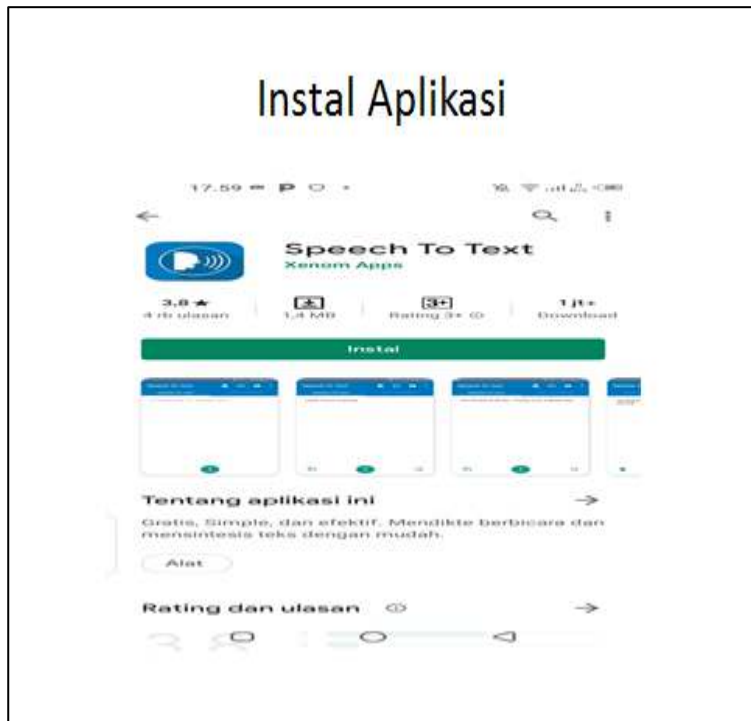 Instal Aplikasi
17.59
Speech To Text
Xenom Apps
3,8 ★
4 rb ulasan
1,4 MB
3+
Rating 3+
1 jt+
Download
Instal
Tentang aplikasi ini
Gratis, Simple, dan efektif. Mendikte berbicara dan
mensintesis teks dengan mudah.
Alat
Rating dan ulasan